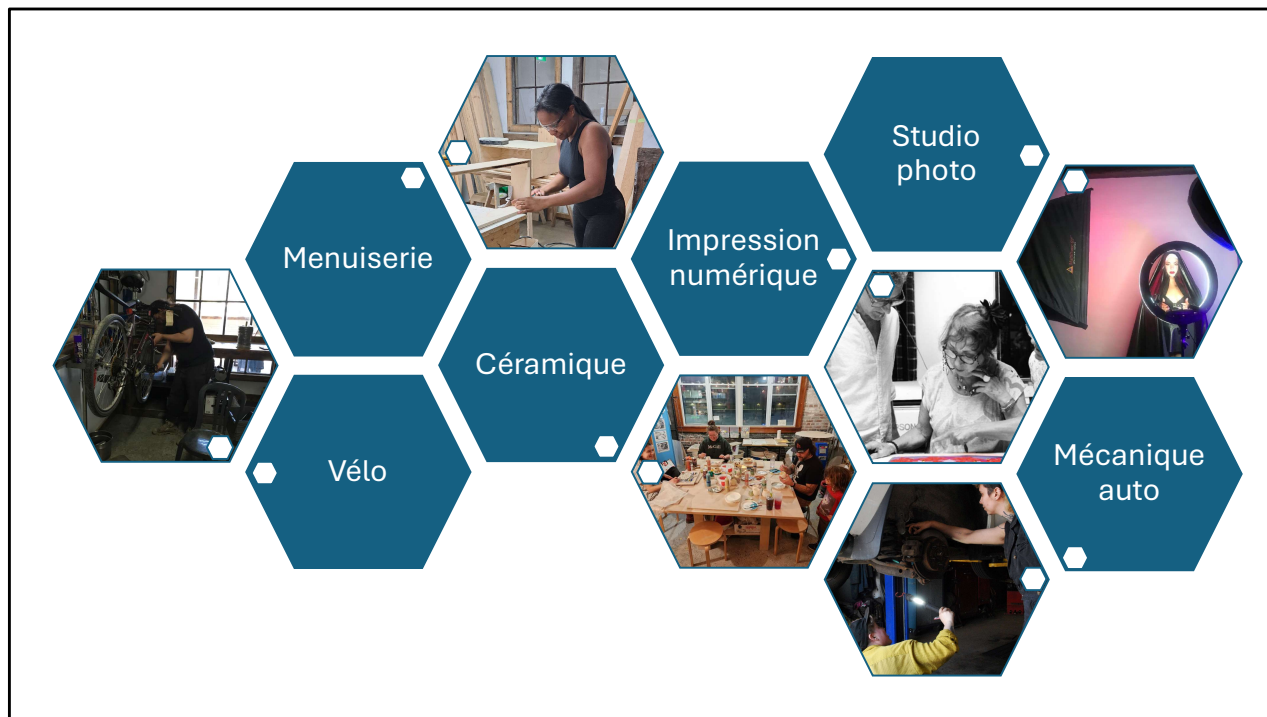 Menuiserie
Vélo
Céramique
Impression
numérique
Studio
photo
Mécanique
auto